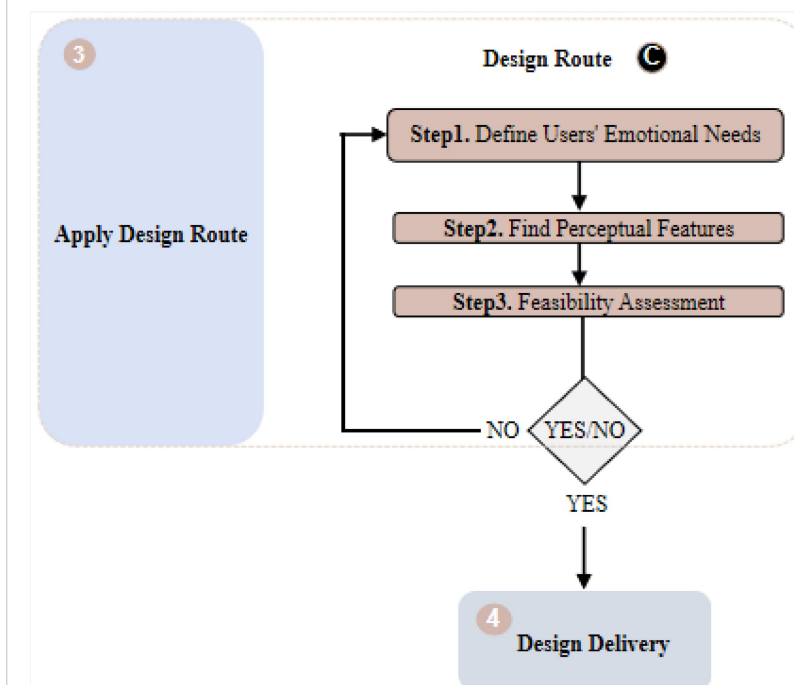 3
Design Route C
Step1. Define Users' Emotional Needs
Apply Design Route
Step2. Find Perceptual Features
Step3. Feasibility Assessment
NO
YES/NO
YES
4
Design Delivery